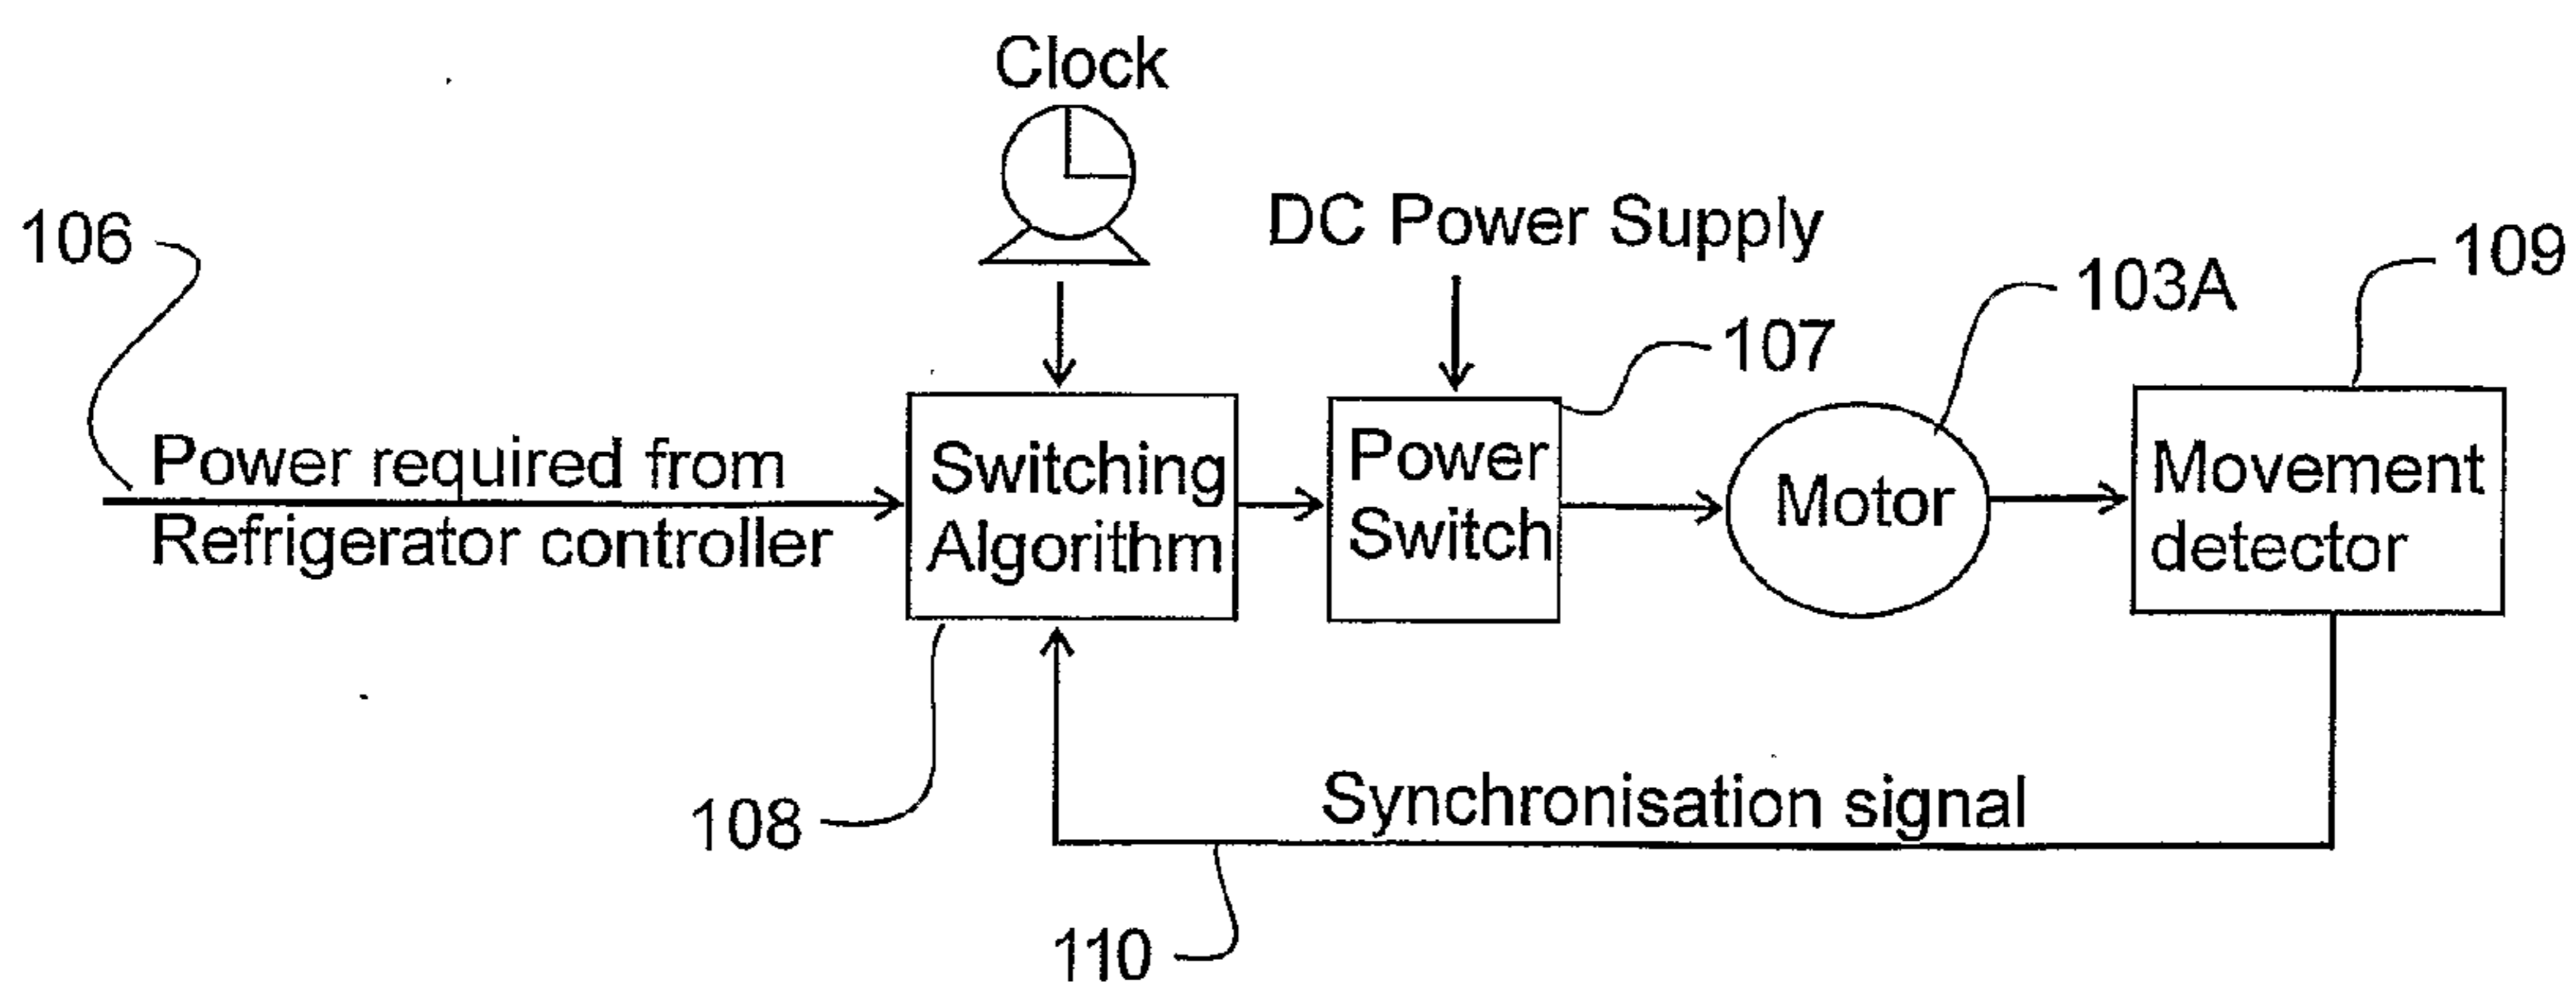 Clock
106
DC Power Supply
103A
109
107
Power required from
Refrigerator controller
Switching
Algorithm
Power
Switch
Motor
Movement
detector
108
Synchronisation signal
110